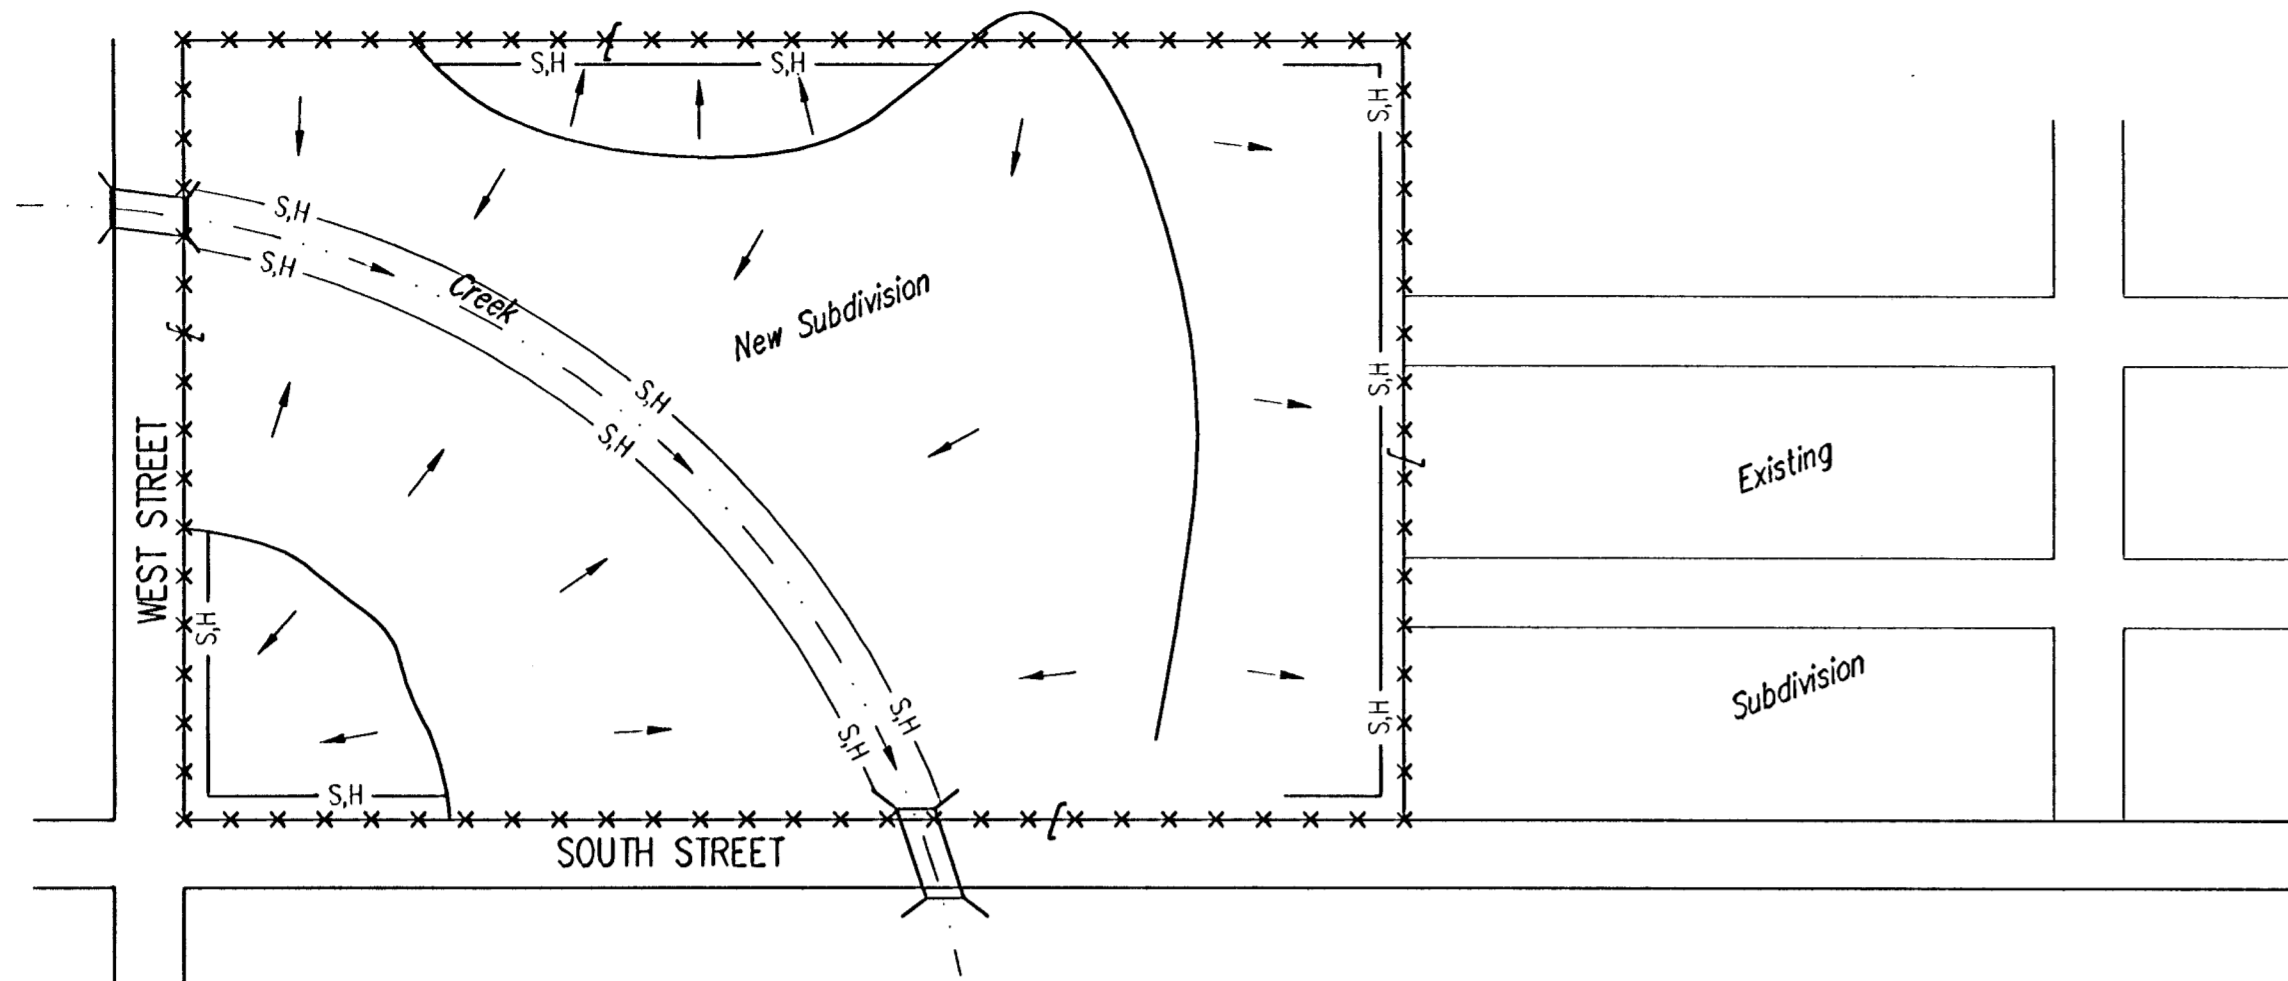 S,H S,H
S,H
S,H
S,H
Creek
New Subdivision
S,H
S,H
S,H
WEST STREET
Existing
S,H
Subdivision
S,H
S,H
S,H
S,H
SOUTH STREET